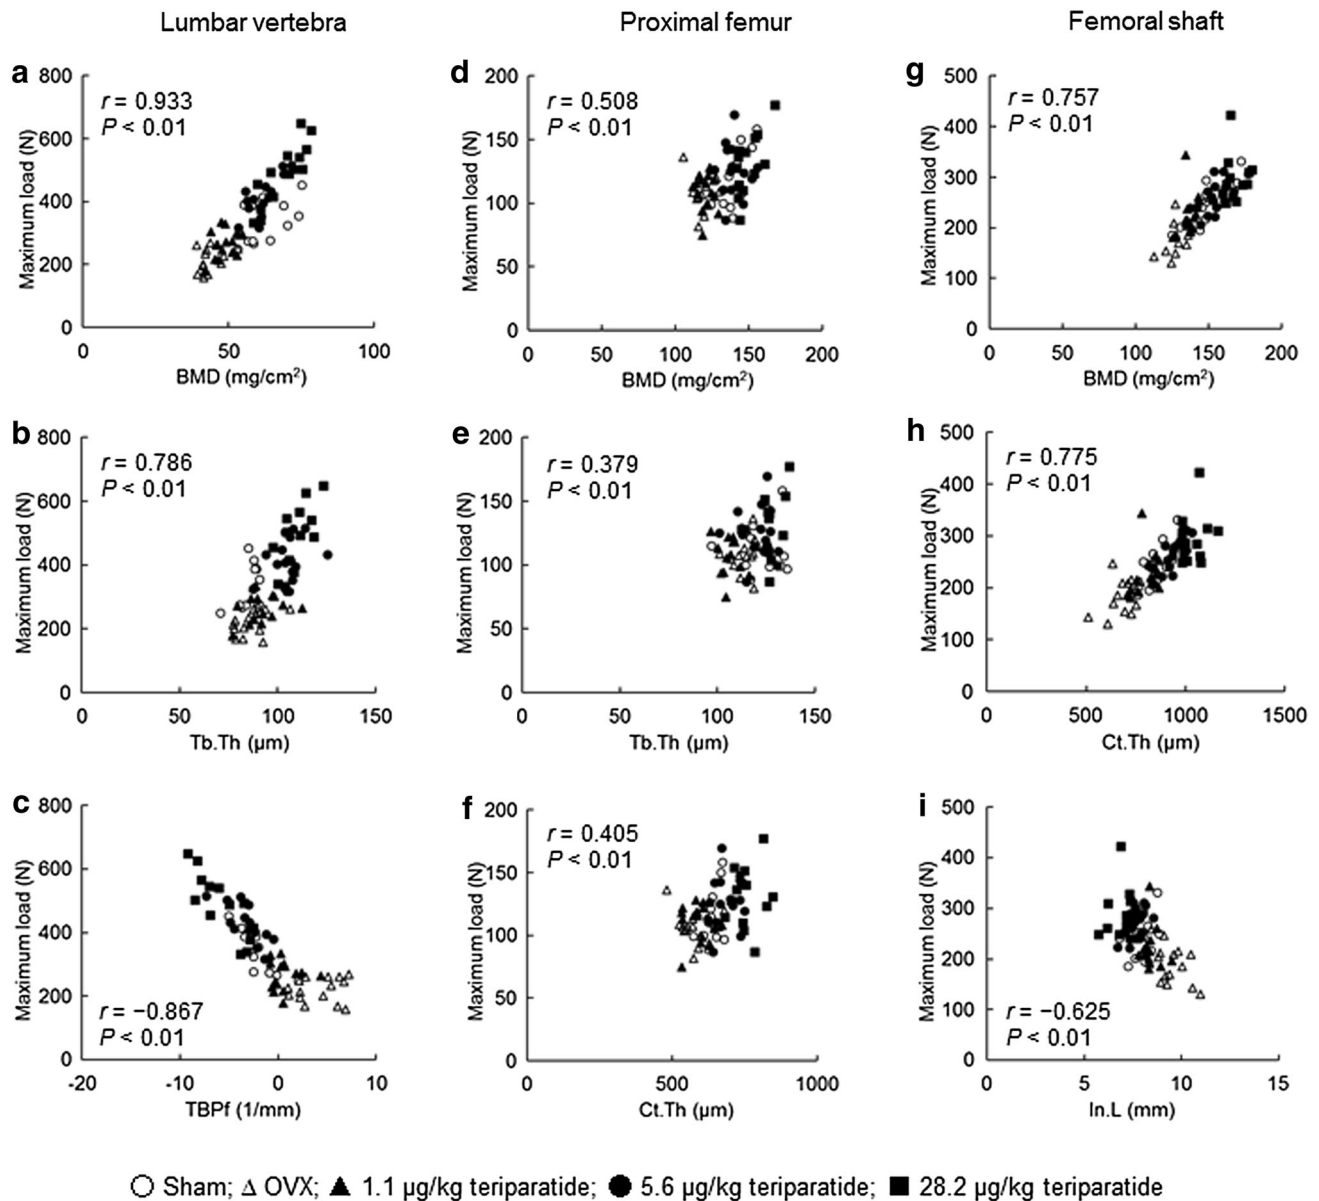 Lumbar vertebra
Proximal femur
Femoral shaft
a
800
600
400
200
0
0
50
100
Maximum load (N)
BMD (mg/cm²)
r = 0.933
P < 0.01
d
200
150
100
50
0
0
50
100
150
200
Maximum load (N)
BMD (mg/cm²)
r = 0.508
P < 0.01
g
500
400
300
200
100
0
0
50
100
150
200
Maximum load (N)
BMD (mg/cm²)
r = 0.757
P < 0.01
b
800
600
400
200
0
0
50
100
150
Maximum load (N)
Tb.Th (µm)
r = 0.786
P < 0.01
e
200
150
100
50
0
0
50
100
150
Maximum load (N)
Tb.Th (µm)
r = 0.379
P < 0.01
h
500
400
300
200
100
0
0
500
1000
1500
Maximum load (N)
Ct.Th (µm)
r = 0.775
P < 0.01
c
800
600
400
200
0
-20
-10
0
10
Maximum load (N)
TBPf (1/mm)
r = −0.867
P < 0.01
f
200
150
100
50
0
0
500
1000
Maximum load (N)
Ct.Th (µm)
r = 0.405
P < 0.01
i
500
400
300
200
100
0
0
5
10
15
Maximum load (N)
In.L (mm)
r = −0.625
P < 0.01
○ Sham; △ OVX; ▲ 1.1 µg/kg teriparatide; ● 5.6 µg/kg teriparatide; ■ 28.2 µg/kg teriparatide